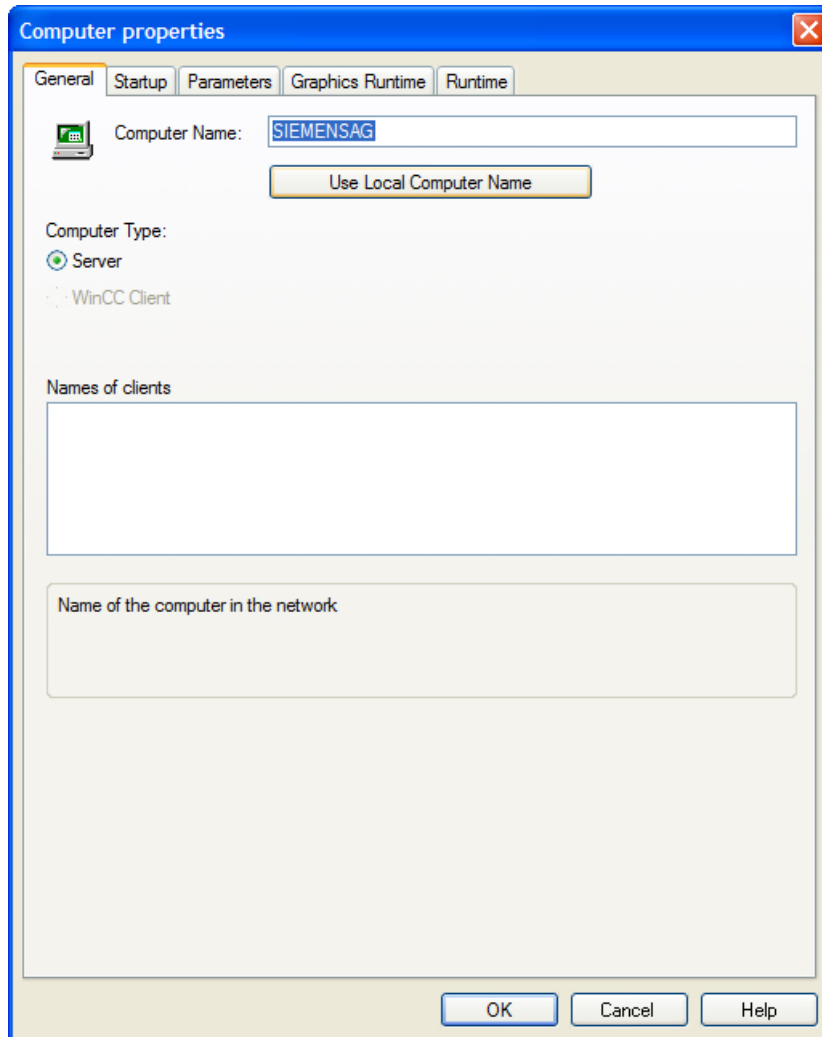 Computer properties
General Startup Parameters Graphics Runtime Runtime
Computer Name: SIEMENSAG
Use Local Computer Name
Computer Type:
Server
WinCC Client
Names of clients
Name of the computer in the network
OK Cancel Help